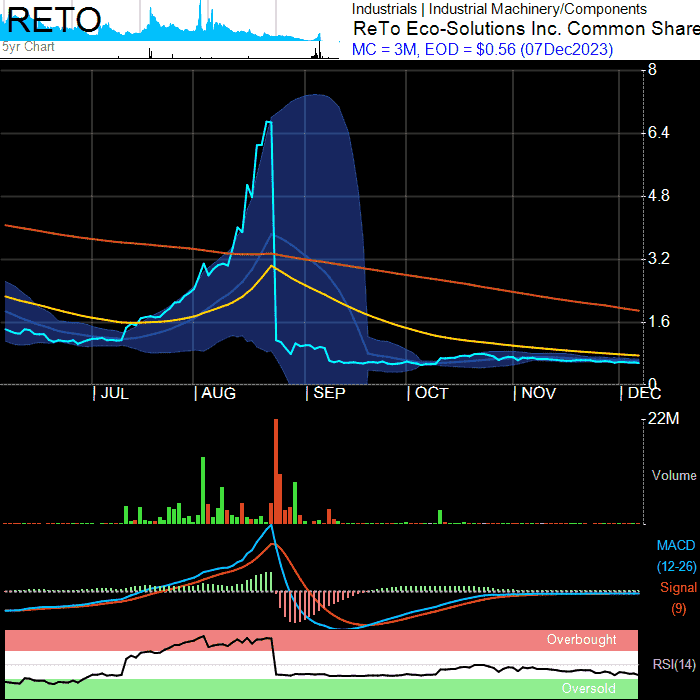 RETO
5yr Chart
Industrials | Industrial Machinery/Components
ReTo Eco-Solutions Inc. Common Share
MC = 3M, EOD = $0.56 (07Dec2023)
8
6.4
4.8
3.2
1.6
0
JUL
AUG
SEP
OCT
NOV
DEC
22M
Volume
MACD
(12-26)
Signal
(9)
Overbought
RSI(14)
Oversold